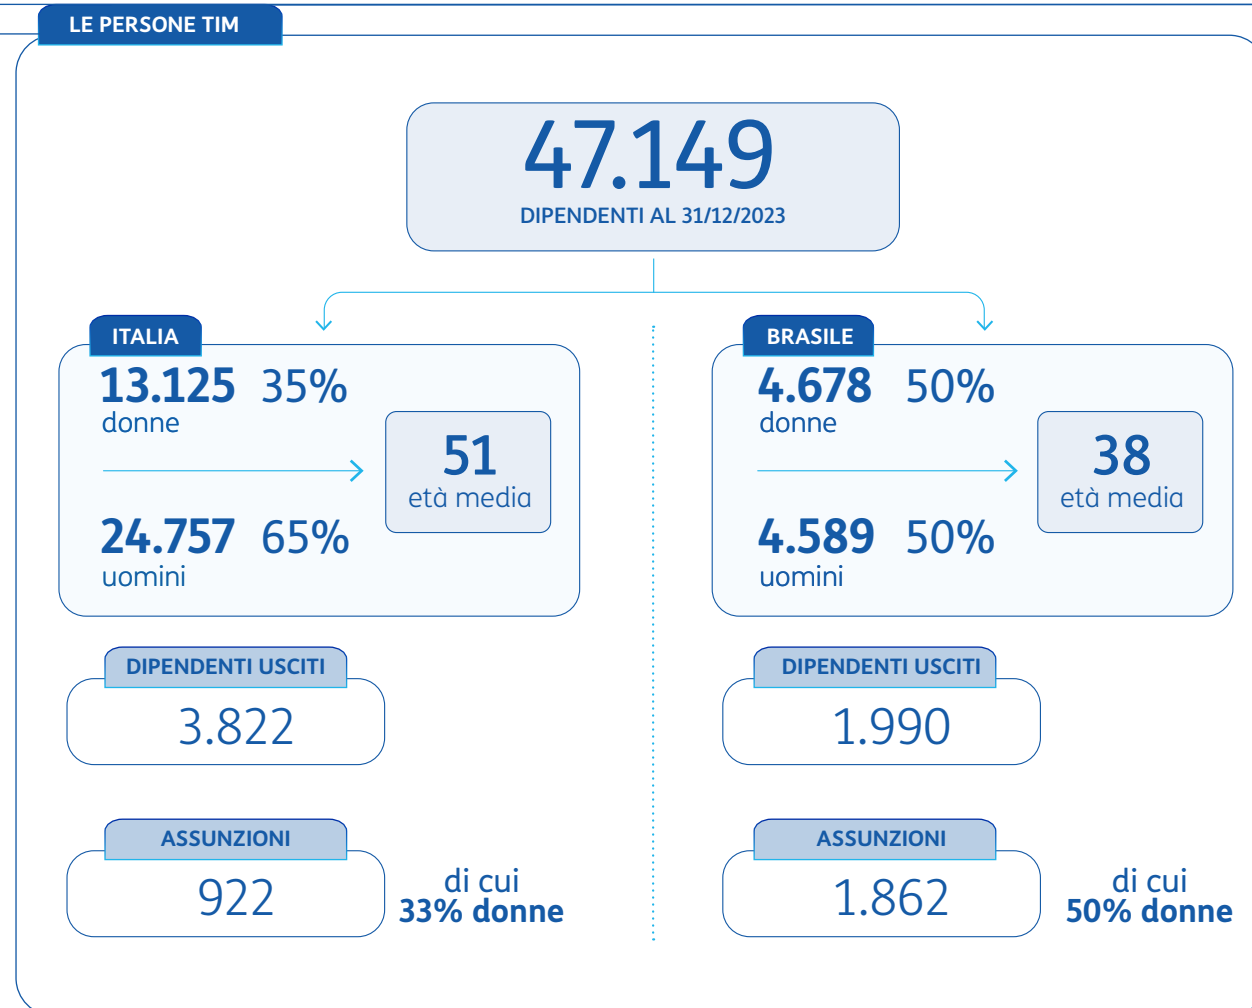 LE PERSONE TIM
47.149
DIPENDENTI AL 31/12/2023
ITALIA
13.125 35%
donne
51
età media
24.757 65%
uomini
BRASILE
4.678 50%
donne
38
età media
4.589 50%
uomini
DIPENDENTI USCITI
3.822
DIPENDENTI USCITI
1.990
ASSUNZIONI
922
di cui
33% donne
ASSUNZIONI
1.862
di cui
50% donne